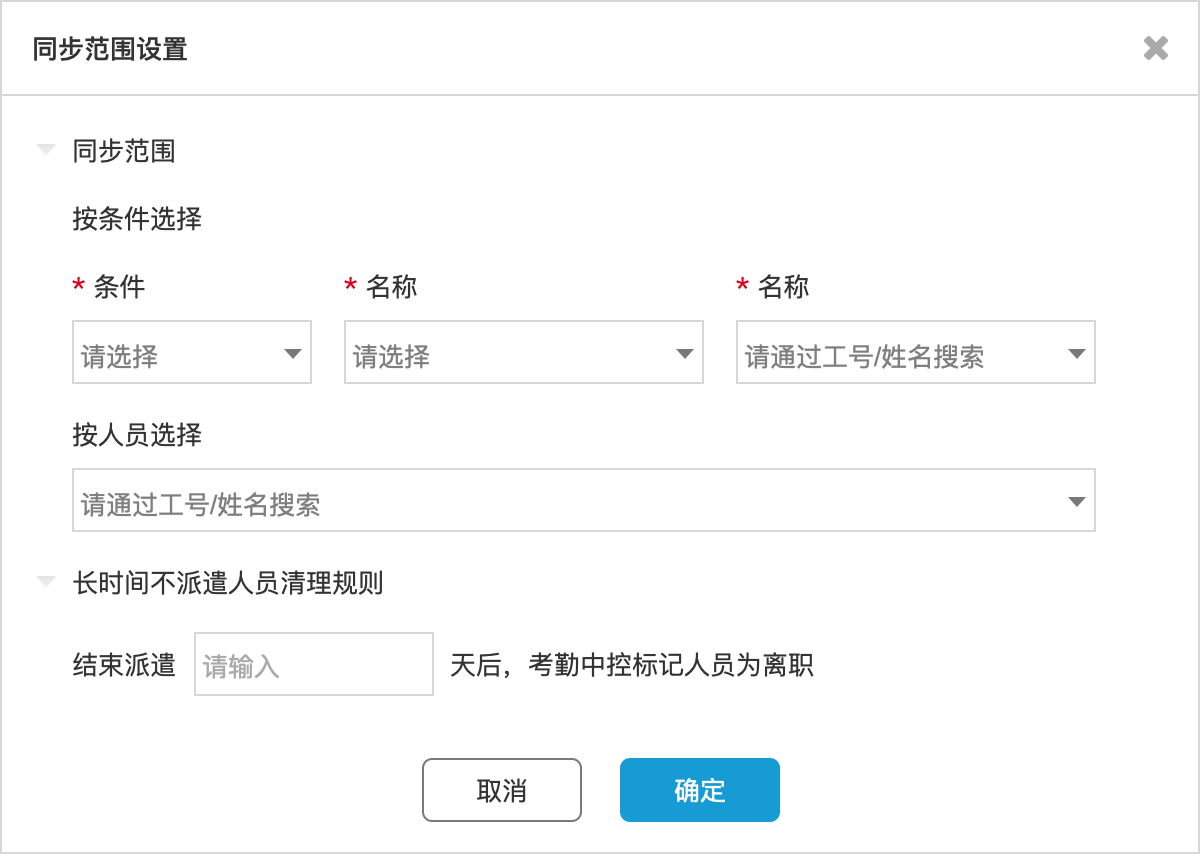 同步范围设置
同步范围
按条件选择
* 条件 * 名称 * 名称
请选择 请选择 请通过工号/姓名搜索
按人员选择
请通过工号/姓名搜索
长时间不派遣人员清理规则
结束派遣 请输入 天后，考勤中控标记人员为离职
取消 确定